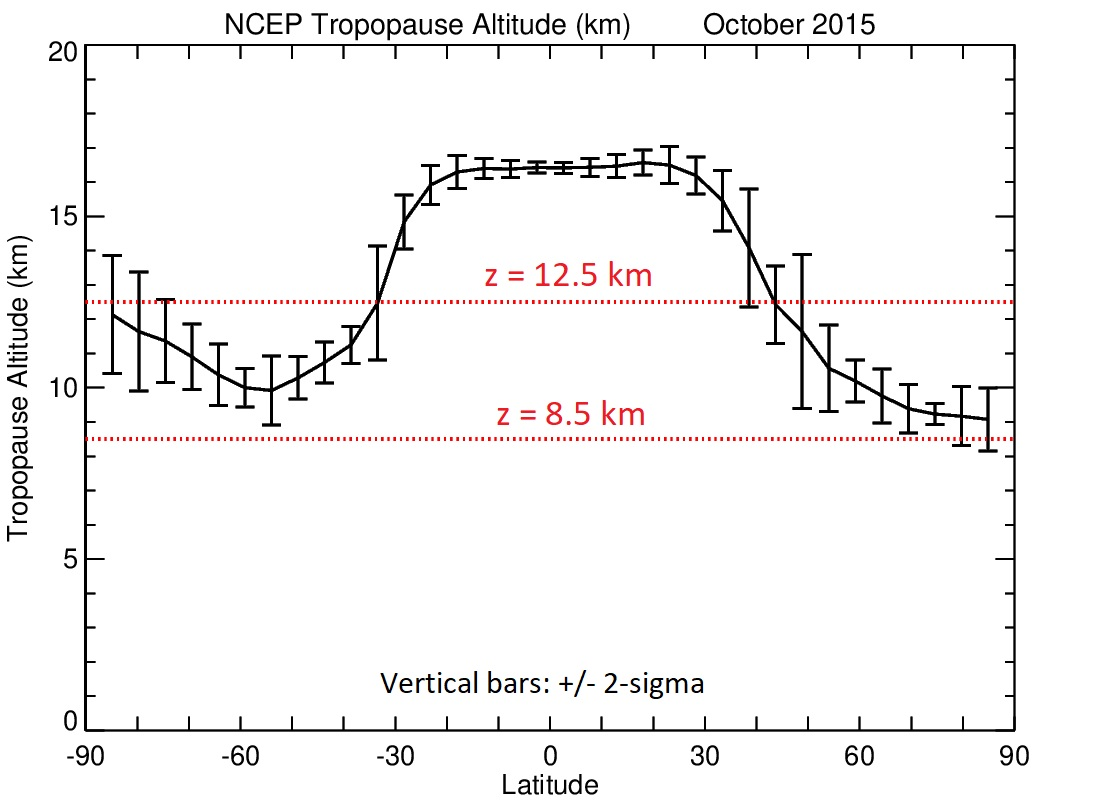 NCEP Tropopause Altitude (km) October 2015
20
15
10
5
0
Tropopause Altitude (km)
z = 12.5 km
z = 8.5 km
Vertical bars: +/- 2-sigma
-90 -60 -30 0 30 60 90
Latitude